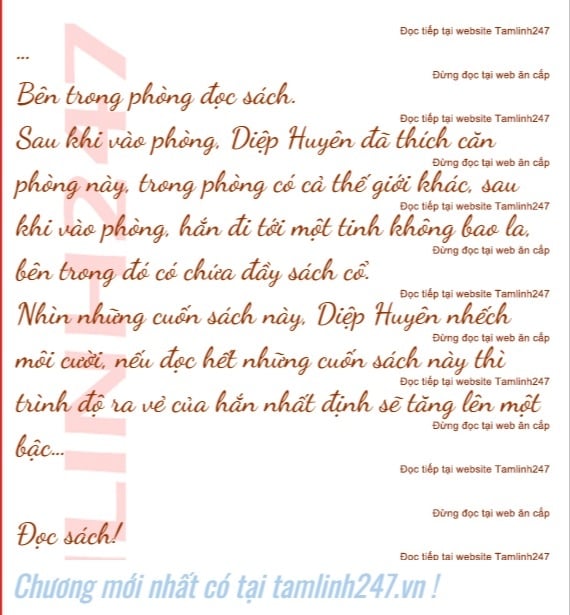 Đọc tiếp tại website Tamlinh247
...
Đừng đọc tại web ăn cắp
Bên trong phòng đọc sách.
Đọc tiếp tại website Tamlinh247
Sau khi vào phòng, Diệp Huyên đã thích căn
Đừng đọc tại web ăn cắp
phòng này, trong phòng có cả thế giới khác, sau
Đọc tiếp tại website Tamlinh247
khi vào phòng, hắn đi tới một tinh không bao la,
Đừng đọc tại web ăn cắp
bên trong đó có chứa đầy sách cổ.
Đọc tiếp tại website Tamlinh247
Nhìn những cuốn sách này, Diệp Huyên nhếch
Đừng đọc tại web ăn cắp
môi cười, nếu đọc hết những cuốn sách này thì
Đọc tiếp tại website Tamlinh247
trình độ ra vẻ của hắn nhất định sẽ tăng lên một
Đừng đọc tại web ăn cắp
bậc...
Đọc tiếp tại website Tamlinh247
Đừng đọc tại web ăn cắp
Đọc sách!
Đọc tiếp tại website Tamlinh247
LINH247
Chương mới nhất có tại tamlinh247.vn !